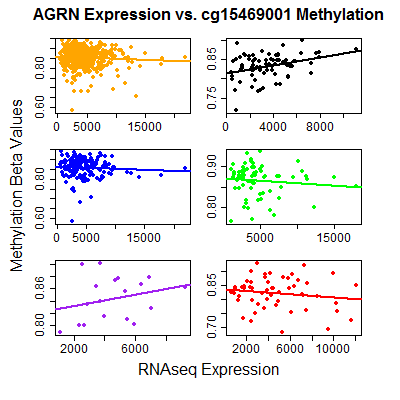 AGRN Expression vs. cg15469001 Methylation
Methylation Beta Values
0.60 0.80
0 5000 15000
0.75 0.85
0 4000 8000
0.60 0.80
0 5000 15000
0.80 0.90
5000 15000
0.80 0.86
2000 6000
0.70 0.85
2000 6000 10000
RNAseq Expression